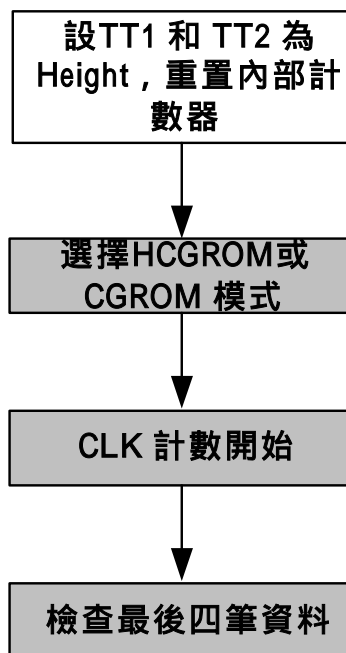 設TT1 和 TT2 為
Height，重置內部計
數器
選擇HCGROM或
CGROM 模式
CLK 計數開始
檢查最後四筆資料